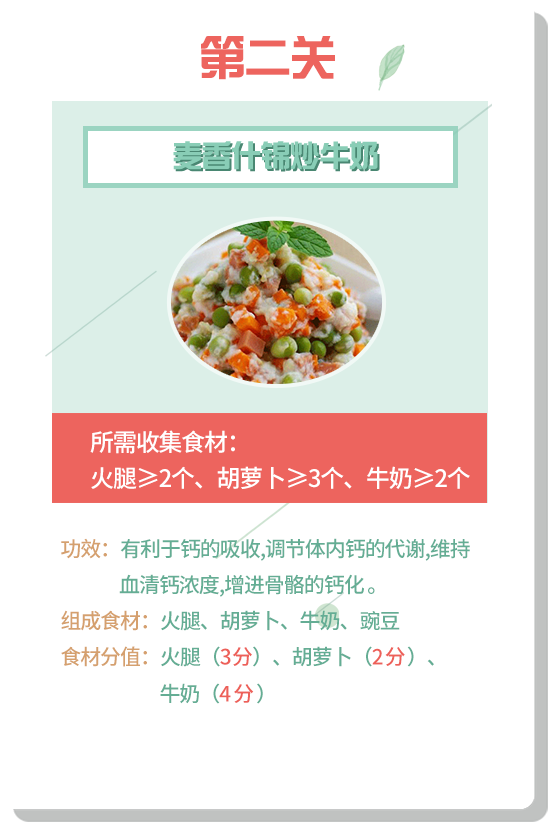 第二关
麦香什锦炒牛奶
所需收集食材：
火腿≥2个、胡萝卜≥3个、牛奶≥2个
功效：有利于钙的吸收,调节体内钙的代谢,维持
血清钙浓度,增进骨骼的钙化。
组成食材：火腿、胡萝卜、牛奶、豌豆
食材分值：火腿（3分）、胡萝卜（2分）、
牛奶（4分）